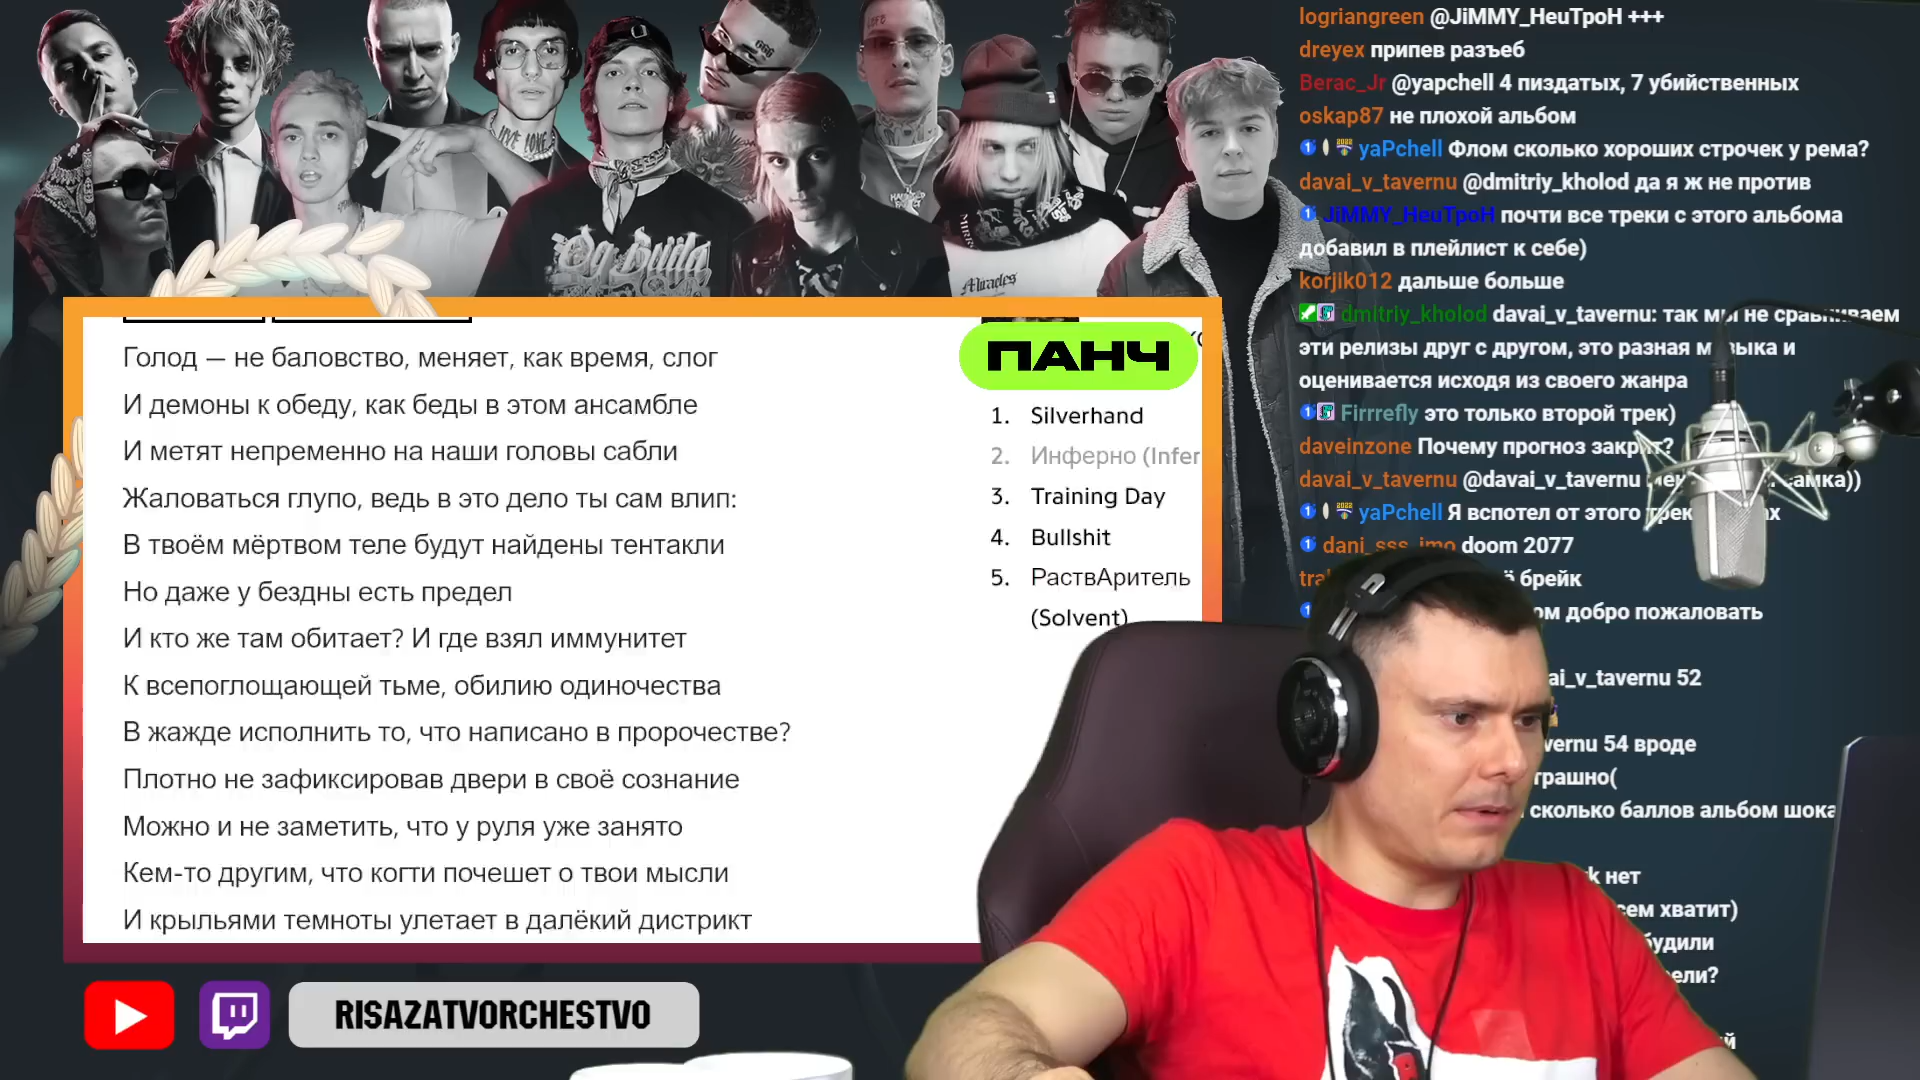 Голод — не баловство, меняет, как время, слог
И демоны к обеду, как беды в этом ансамбле
И метят непременно на наши головы сабли
Жаловаться глупо, ведь в это дело ты сам влип:
В твоём мёртвом теле будут найдены тентакли
Но даже у бездны есть предел
И кто же там обитает? И где взял иммунитет
К всепоглощающей тьме, обилию одиночества
В жажде исполнить то, что написано в пророчестве?
Плотно не зафиксировав двери в своё сознание
Можно и не заметить, что у руля уже занято
Кем-то другим, что когти почешет о твои мысли
И крыльями темноты улетает в далёкий дистрикт
ПАНЧ
1. Silverhand
2. Инферно (Infer
3. Training Day
4. Bullshit
5. РаствАритель
(Solvent)
RISAZATVORCHESTVO
logriangreen @JiMMY_HeuTpoH +++
dreyex припев разъеб
Berac_Jr @yapchell 4 пиздатых, 7 убийственных
oskap87 не плохой альбом
yaPchell Флом сколько хороших строчек у рема?
davai_v_tavernu @dmitriy_kholod да я ж не против
JiMMY_HeuTpoH почти все треки с этого альбома
добавил в плейлист к себе)
korjik012 дальше больше
dmitriy_kholod davai_v_tavernu: так мы не сравниваем
эти релизы друг с другом, это разная музыка и
оценивается исходя из своего жанра
Firrrefly это только второй трек)
daveinzone Почему прогноз закрыт?
davai_v_tavernu @davai_v_tavernu
yaPchell Я вспотел от этого
dani_sss_imo doom 2077
брейк
добро пожаловать
52
54 вроде
сколько баллов альбом
нет
хватит)